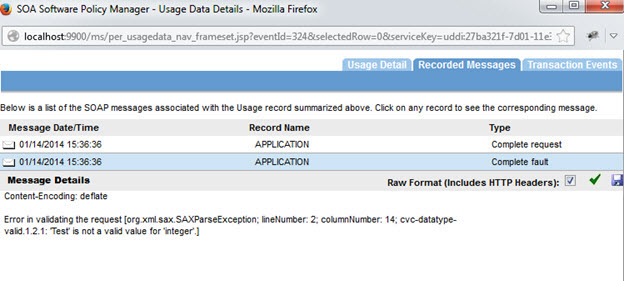 SOA Software Policy Manager - Usage Data Details - Mozilla Firefox
localhost:9900/ms/per_usagedata_nav_frameset.jsp?eventId=324&selectedRow=0&serviceKey=uddi:27ba321f-7d01-11e3
Usage Detail Recorded Messages Transaction Events
Below is a list of the SOAP messages associated with the Usage record summarized above. Click on any record to see the corresponding message.
Message Date/Time Record Name Type
01/14/2014 15:36:36 APPLICATION Complete request
01/14/2014 15:36:36 APPLICATION Complete fault
Message Details Raw Format (Includes HTTP Headers):
Content-Encoding: deflate
Error in validating the request [org.xml.sax.SAXParseException; lineNumber: 2; columnNumber: 14; cvc-datatype-
valid.1.2.1: 'Test' is not a valid value for 'integer'.]